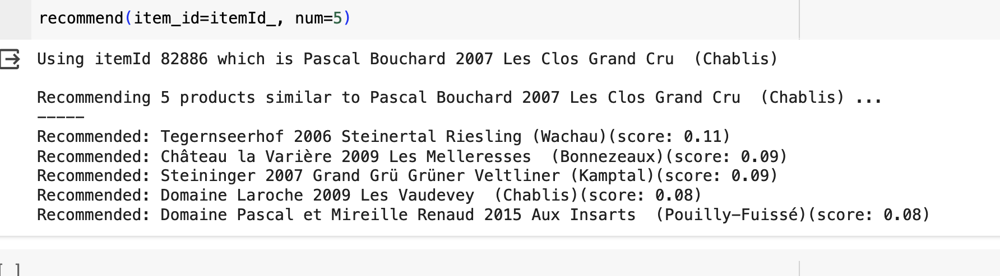 recommend(item_id=itemId_, num=5)
Using itemId 82886 which is Pascal Bouchard 2007 Les Clos Grand Cru  (Chablis)
Recommending 5 products similar to Pascal Bouchard 2007 Les Clos Grand Cru  (Chablis) ...
-----
Recommended: Tegernseerhof 2006 Steinertal Riesling (Wachau)(score: 0.11)
Recommended: Château la Varière 2009 Les Melleresses  (Bonnezeaux)(score: 0.09)
Recommended: Steininger 2007 Grand Grü Grüner Veltliner (Kamptal)(score: 0.09)
Recommended: Domaine Laroche 2009 Les Vaudevey  (Chablis)(score: 0.08)
Recommended: Domaine Pascal et Mireille Renaud 2015 Aux Insarts  (Pouilly-Fuissé)(score: 0.08)
[ ]